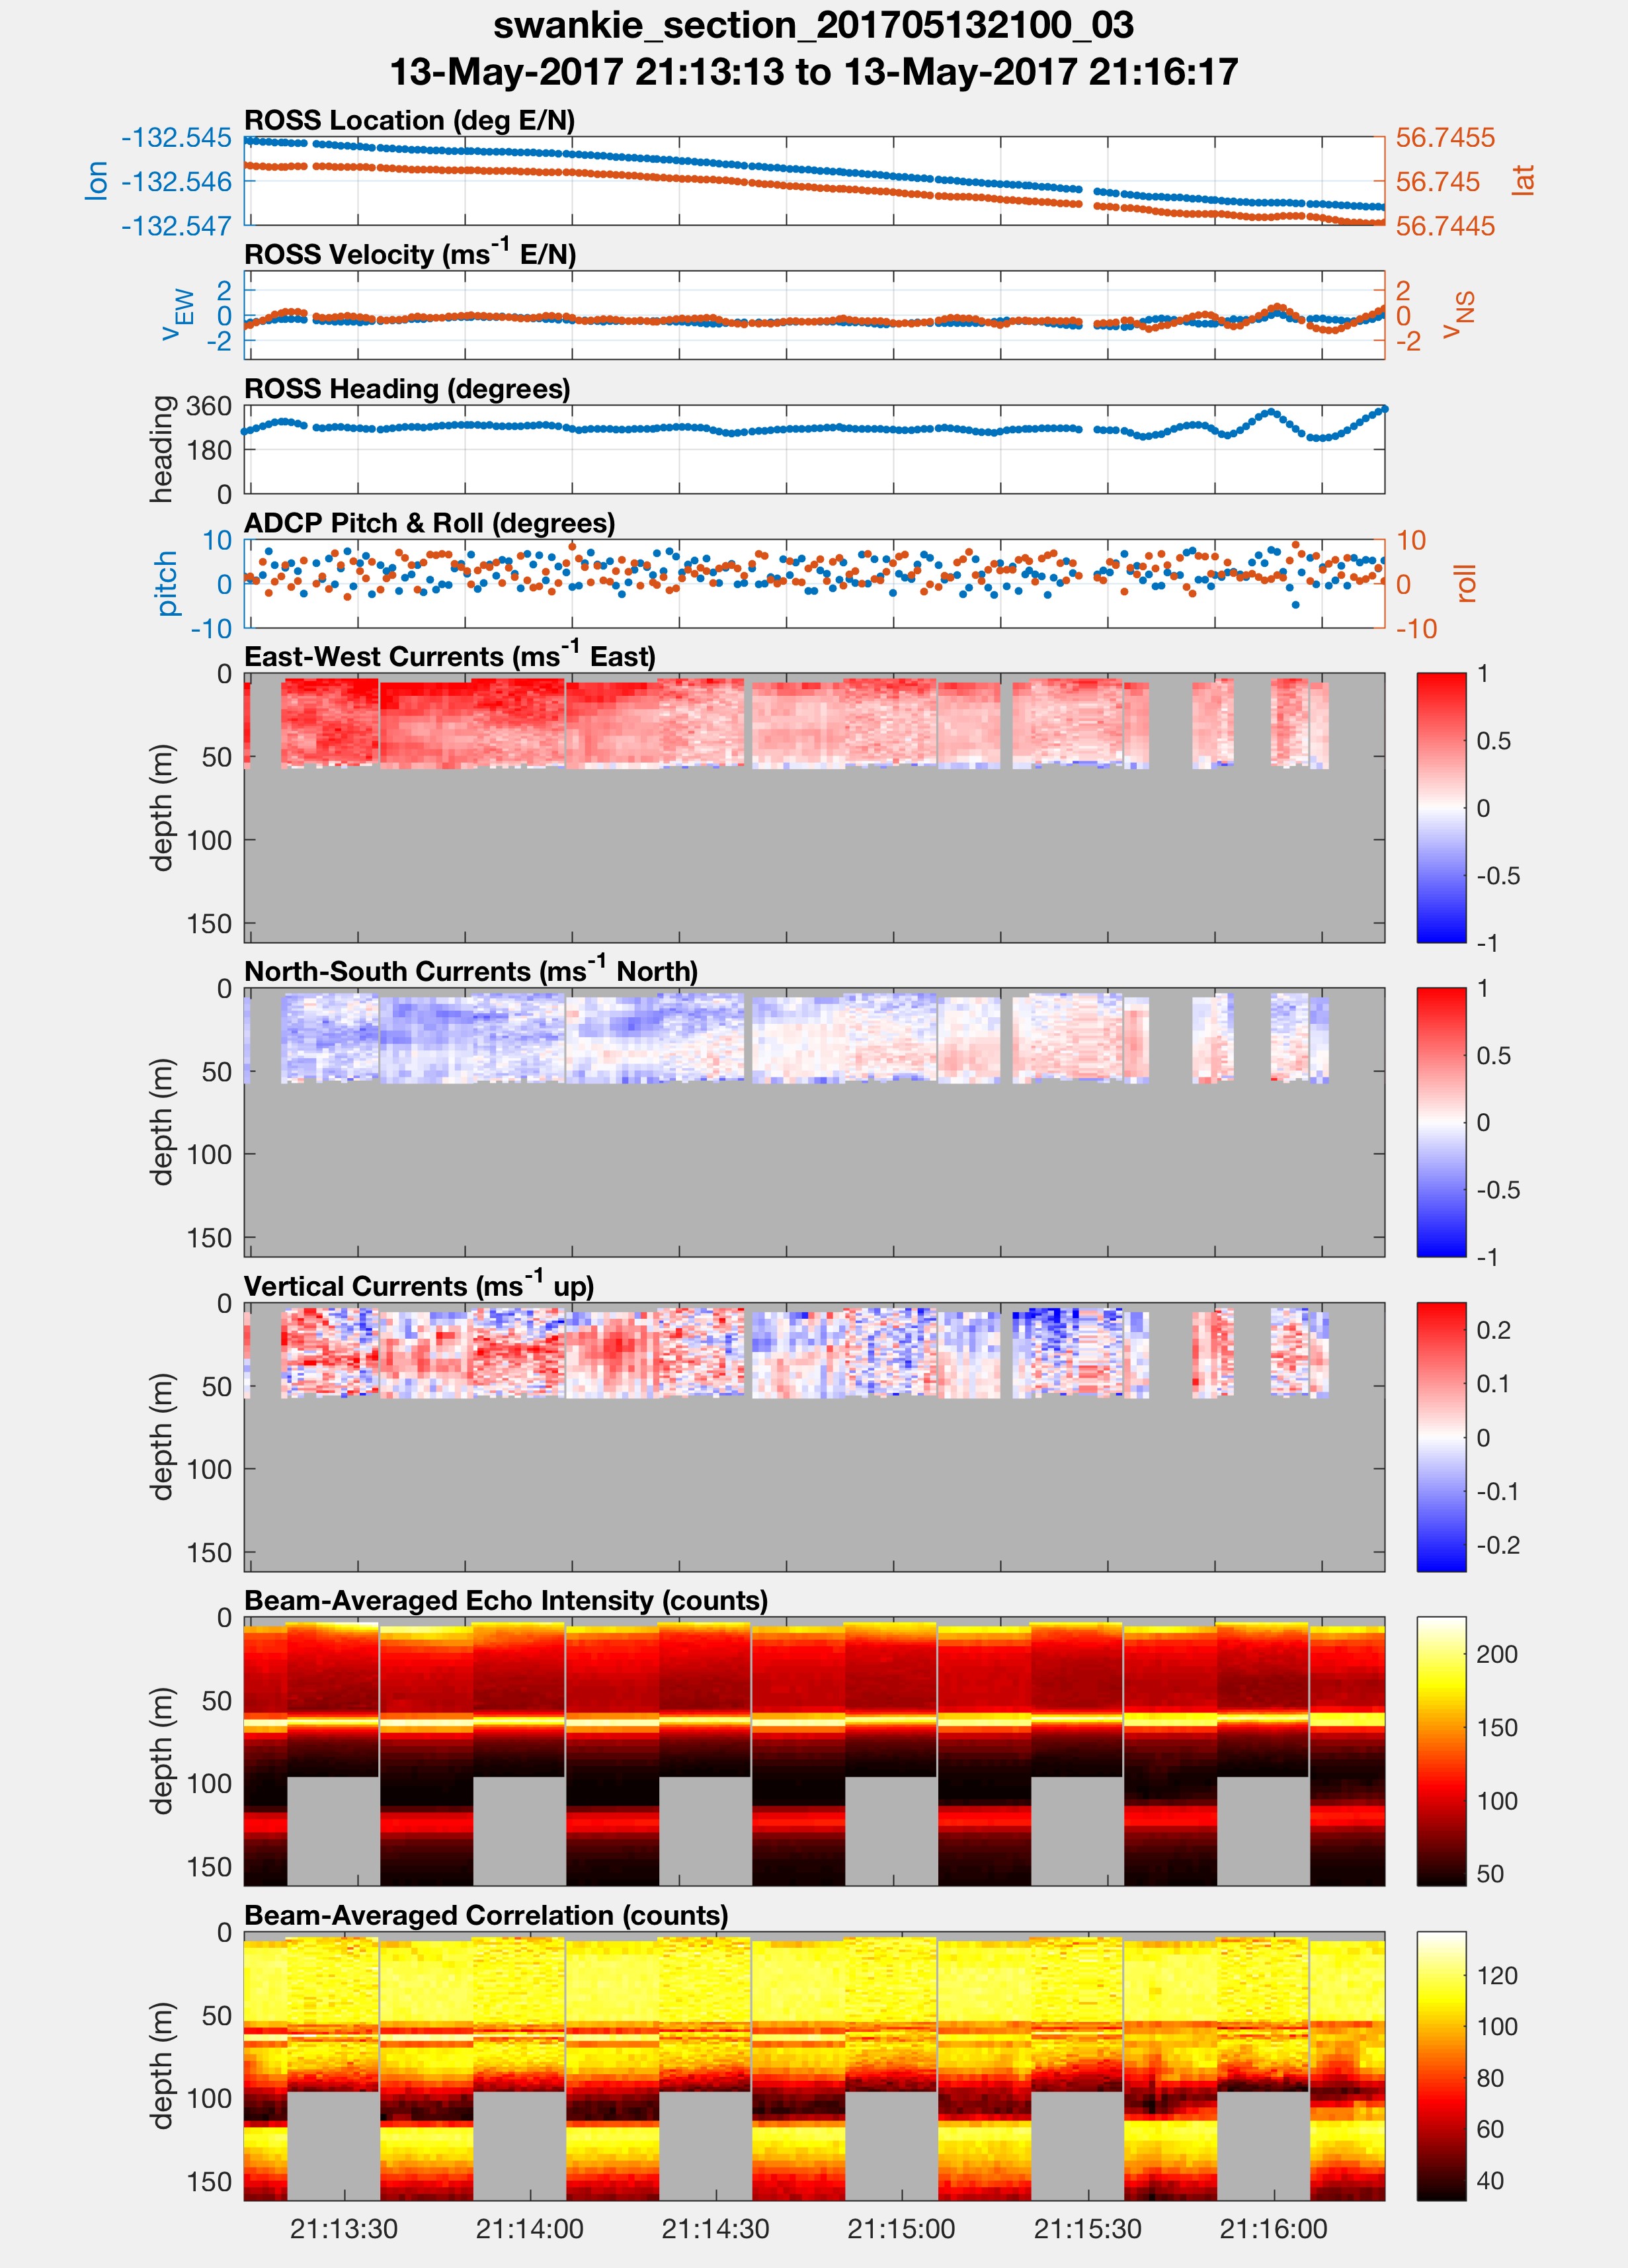 swankie_section_201705132100_03
13-May-2017 21:13:13 to 13-May-2017 21:16:17
ROSS Location (deg E/N)
-132.545
-132.546
-132.547
lon
56.7455
56.745
56.7445
lat
ROSS Velocity (ms-1 E/N)
2
0
-2
vEW
2
0
-2
vNS
ROSS Heading (degrees)
360
180
0
heading
ADCP Pitch & Roll (degrees)
10
0
-10
pitch
10
0
-10
roll
East-West Currents (ms-1 East)
0
50
100
150
depth (m)
1
0.5
0
-0.5
-1
North-South Currents (ms-1 North)
0
50
100
150
depth (m)
1
0.5
0
-0.5
-1
Vertical Currents (ms-1 up)
0
50
100
150
depth (m)
0.2
0.1
0
-0.1
-0.2
Beam-Averaged Echo Intensity (counts)
0
50
100
150
depth (m)
200
150
100
50
Beam-Averaged Correlation (counts)
0
50
100
150
depth (m)
120
100
80
60
40
21:13:30 21:14:00 21:14:30 21:15:00 21:15:30 21:16:00